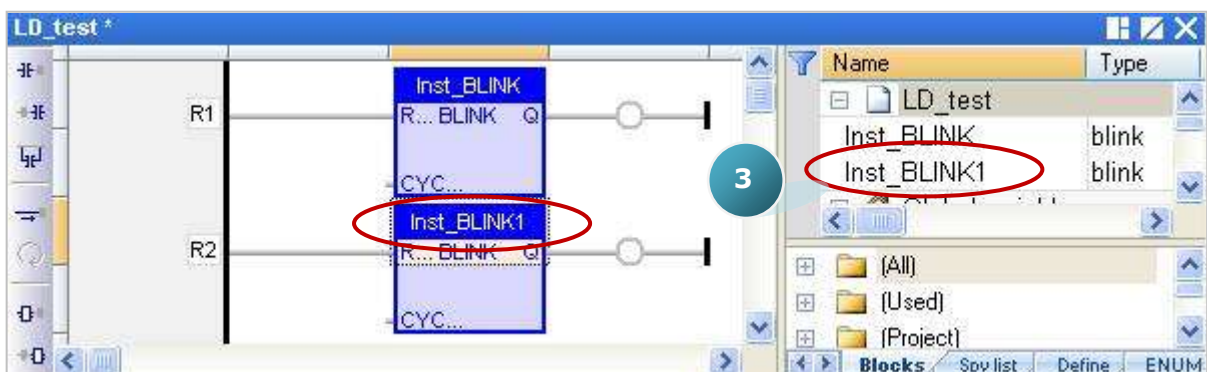 LD_test *
Name Type
LD_test
Inst_BLINK blink
Inst_BLINK1 blink
3
R1
Inst_BLINK
R... BLINK Q
CYC...
R2
Inst_BLINK1
R... BLINK Q
CYC...
(All)
(Used)
(Project)
Blocks Spy list Define ENUM